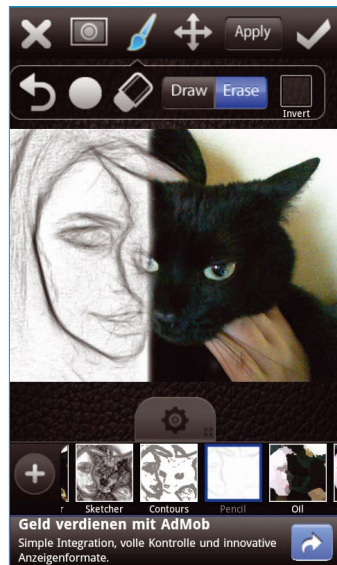 Apply
Draw Erase
Invert
r Sketcher Contours Pencil Oil
Geld verdienen mit AdMob
Simple Integration, volle Kontrolle und innovative
Anzeigenformate.